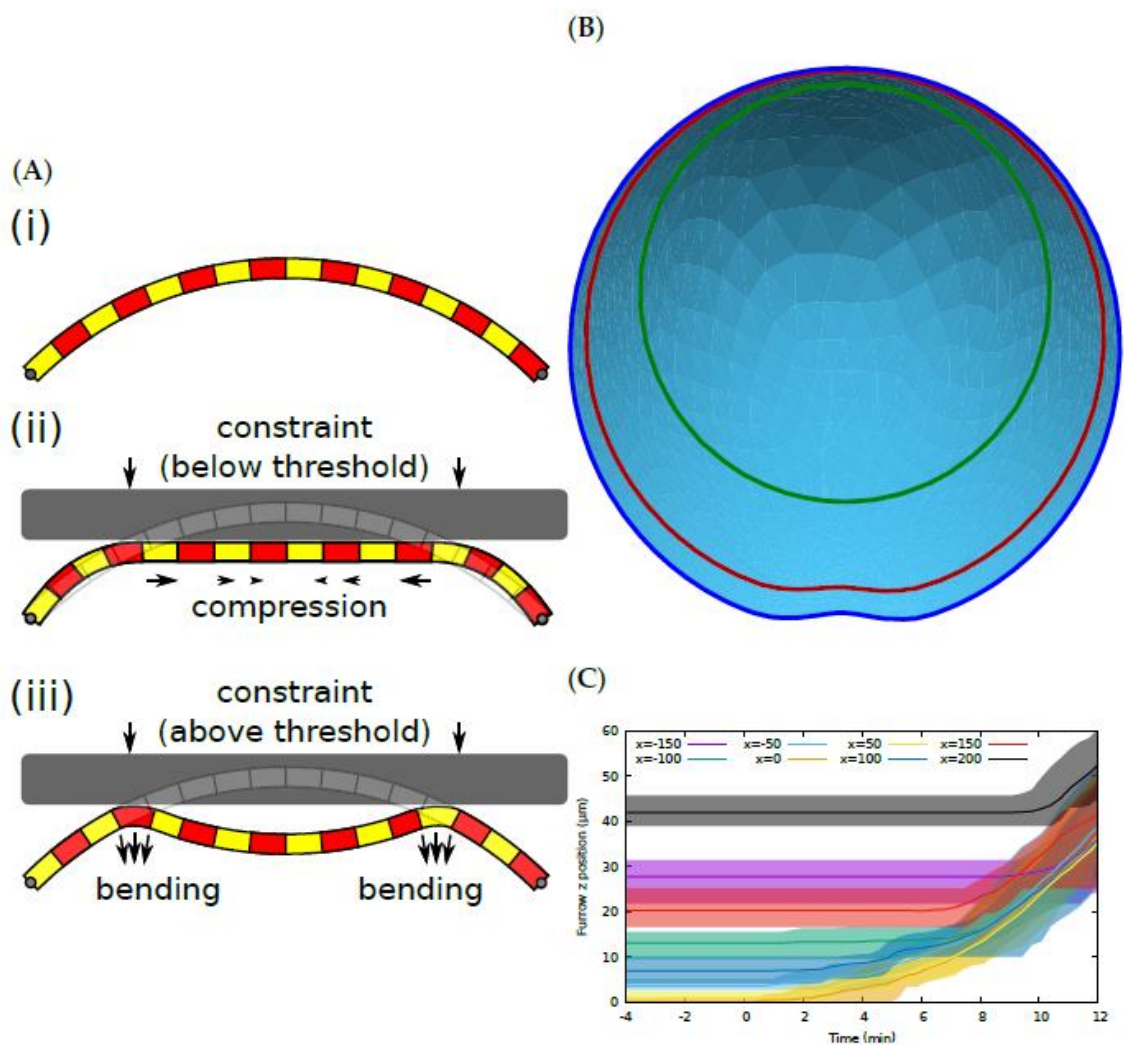 (A)
(i)
(ii)
constraint
(below threshold)
compression
(iii)
constraint
(above threshold)
bending
bending
(B)
(C)
60
50
40
30
20
10
0
Furrow z position (μm)
x=-150 x=-50 x=50 x=150
x=-100 x=0 x=100 x=200
-4 -2 0 2 4 6 8 10 12
Time (min)